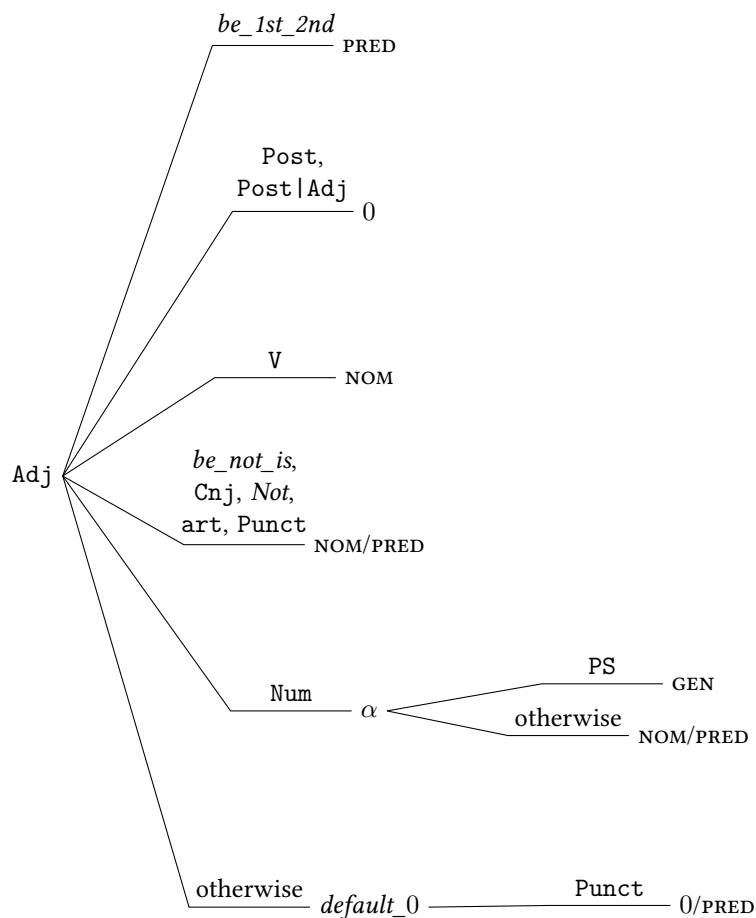 be_1st_2nd
PRED
Post,
Post|Adj
0
V
NOM
Adj
be_not_is,
Cnj, Not,
art, Punct
NOM/PRED
Num
α
PS
GEN
otherwise
NOM/PRED
otherwise
default_0
Punct
0/PRED